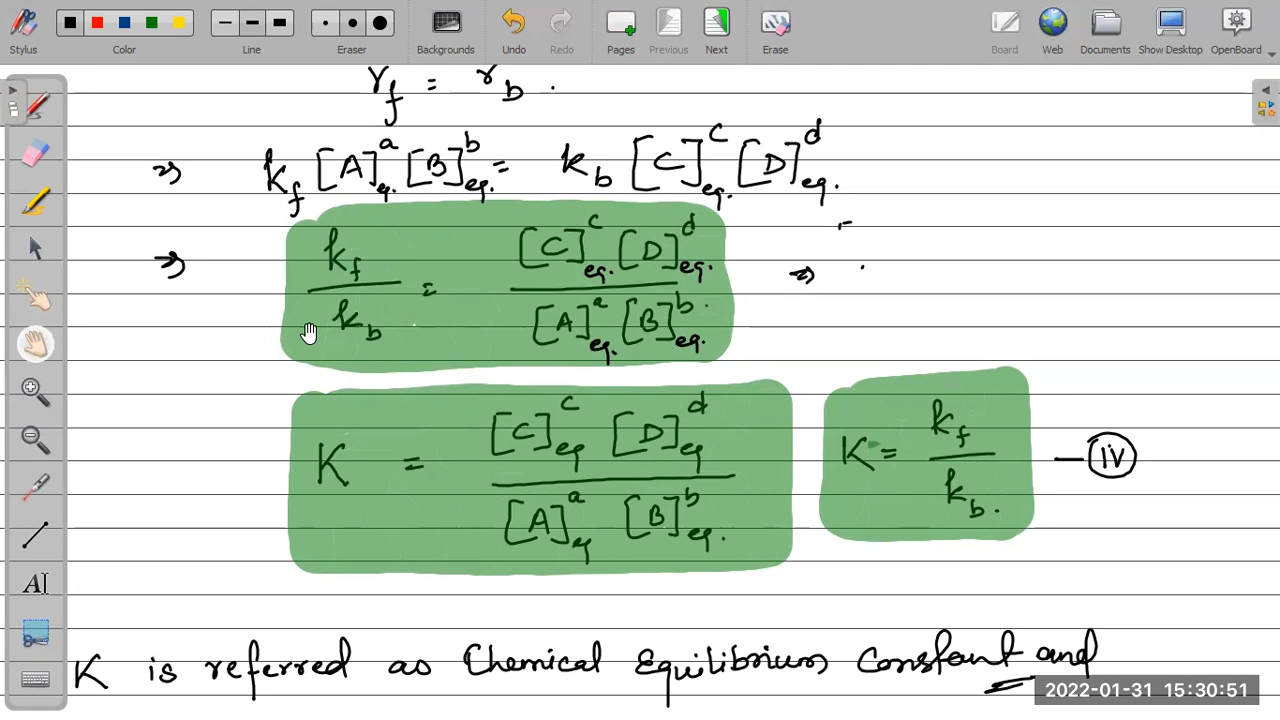 Stylus Color Line Eraser Backgrounds Undo Redo Pages Previous Next Erase Board Web Documents Show Desktop OpenBoard
r_f = r_b .
⇒ k_f [A]^a_eq. [B]^b_eq. = k_b [C]^c_eq. [D]^d_eq.
⇒ k_f / k_b = [C]^c_eq. [D]^d_eq. / [A]^a_eq. [B]^b_eq. ⇒
K = [C]^c_eq [D]^d_eq / [A]^a_eq [B]^b_eq. K = k_f / k_b . — (iv)
K is referred as Chemical Equilibrium Constant and
2022-01-31 15:30:51